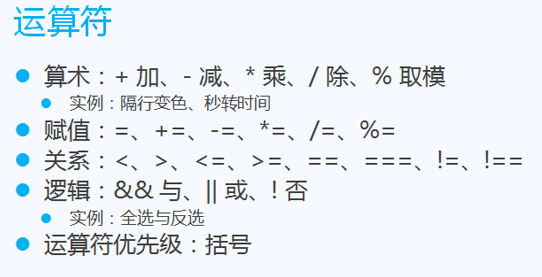 运算符
算术：+ 加、- 减、* 乘、/ 除、% 取模
实例：隔行变色、秒转时间
赋值：=、+=、-=、*=、/=、%=
关系：<、>、<=、>=、==、===、!=、!==
逻辑：&& 与、|| 或、! 否
实例：全选与反选
运算符优先级：括号